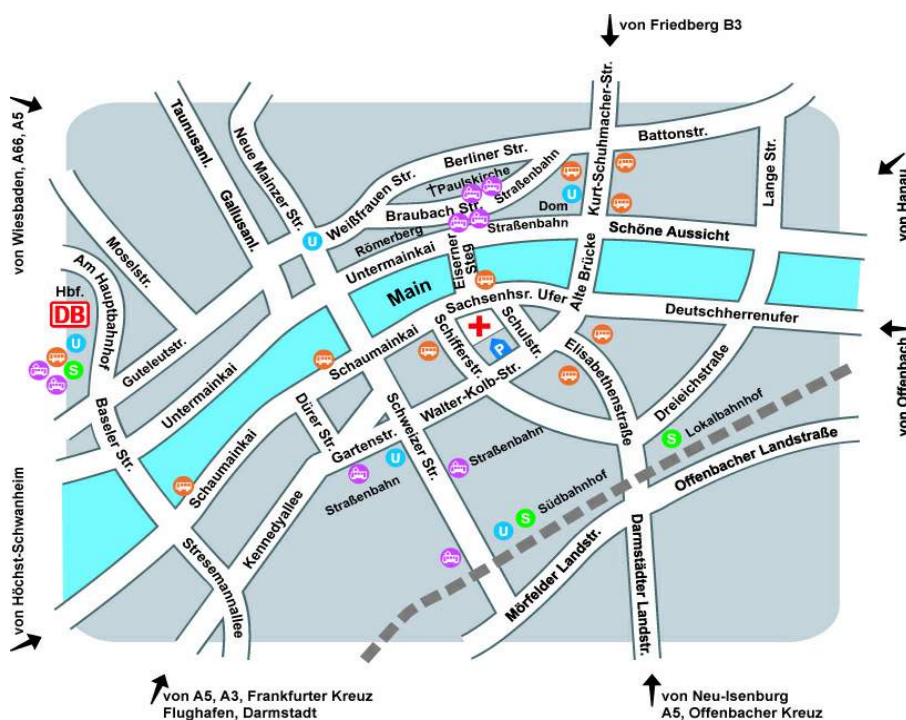 von Friedberg B3
von Wiesbaden, A66, A5
von Hanau
von Offenbach
von Höchst-Schwanheim
Taunusanl.
Gallusanl.
Neue Mainzer Str.
Kurt-Schuhmacher-Str.
Battonstr.
Berliner Str.
Weißfrauen Str.
†Paulskirche
Braubach Str.
Straßenbahn
Dom
U
Lange Str.
Römerberg
Straßenbahn
Schöne Aussicht
U
Untermainkai
Eiserner
Steg
Alte Brücke
Moselstr.
Am Hauptbahnhof
Hbf.
DB
U
S
Main
Sachsenhsr. Ufer
Deutschherrenufer
Guteleutstr.
Untermainkai
Schaumainkai
Schifferstr.
Schulstr.
P
Elisabethenstraße
Walter-Kolb-Str.
Dreieichstraße
Baseler Str.
Schaumainkai
Dürer Str.
Gartenstr.
U
Schweizer Str.
Straßenbahn
Straßenbahn
S
Lokalbahnhof
Offenbacher Landstraße
Kennedyallee
Südbahnhof
U
S
Stresemannallee
Mörfelder Landstr.
Darmstädter Landstr.
von A5, A3, Frankfurter Kreuz
Flughafen, Darmstadt
von Neu-Isenburg
A5, Offenbacher Kreuz